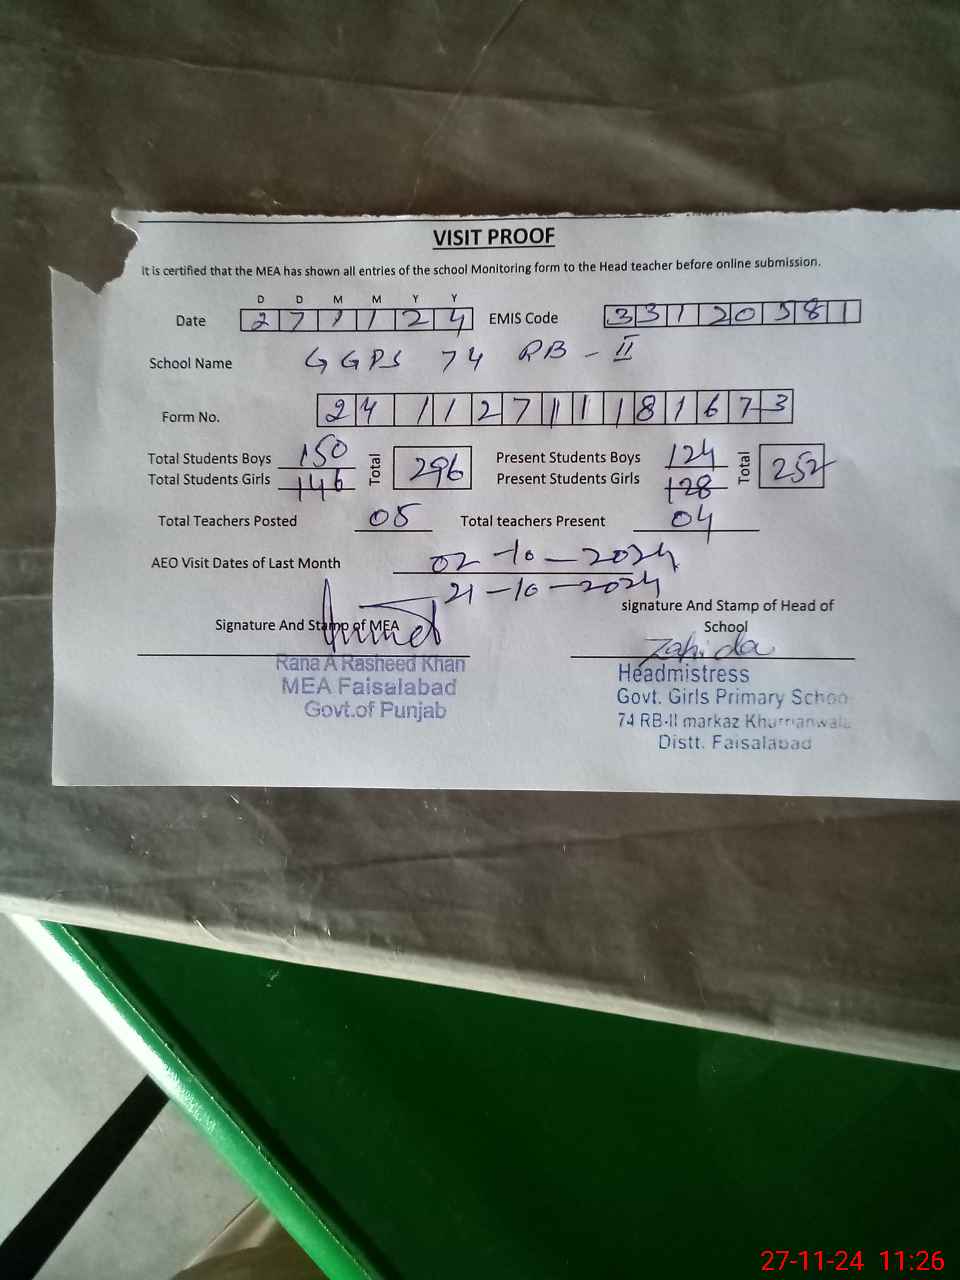 VISIT PROOF
It is certified that the MEA has shown all entries of the school Monitoring form to the Head teacher before online submission.
D D M M Y Y
Date 2 7 1 1 2 4 EMIS Code 3 3 1 2 0 3 8 1
School Name GGPS 74 RB - II
Form No. 2 4 1 1 2 7 1 1 1 8 1 6 7 3
Total Students Boys 150 Total 296 Present Students Boys 124 Total 252
Total Students Girls 146 Present Students Girls 128
Total Teachers Posted 05 Total teachers Present 04
AEO Visit Dates of Last Month 02-10-2024
21-10-2024
Signature And Stamp of MEA signature And Stamp of Head of School
Zahida
Rana A Rasheed Khan
MEA Faisalabad
Govt.of Punjab
Headmistress
Govt. Girls Primary School
74 RB-II markaz Khurrianwala
Distt. Faisalabad
27-11-24 11:26